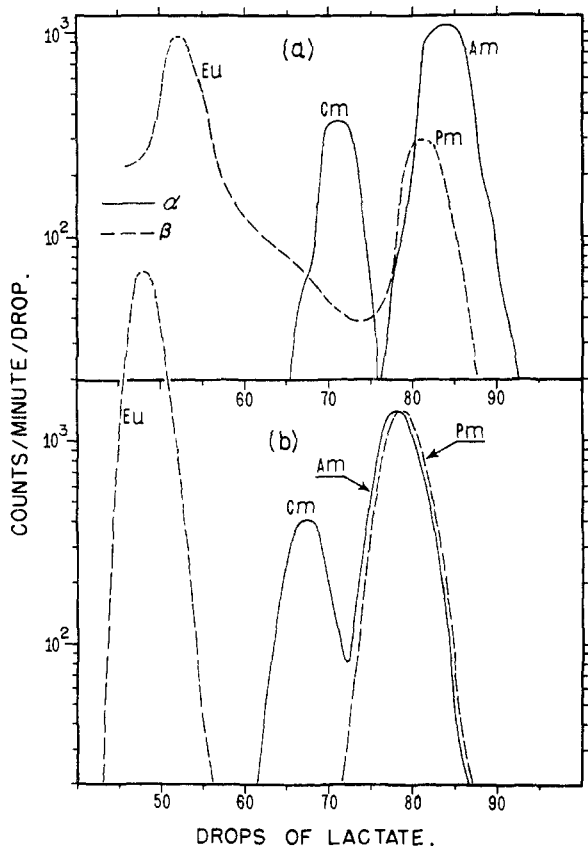 COUNTS/MINUTE/DROP.
10³
(a)
Eu
Cm
Am
Pm
α
β
10²
60 70 80 90
10³
(b)
Eu
Cm
Am
Pm
10²
50 60 70 80 90
DROPS OF LACTATE.